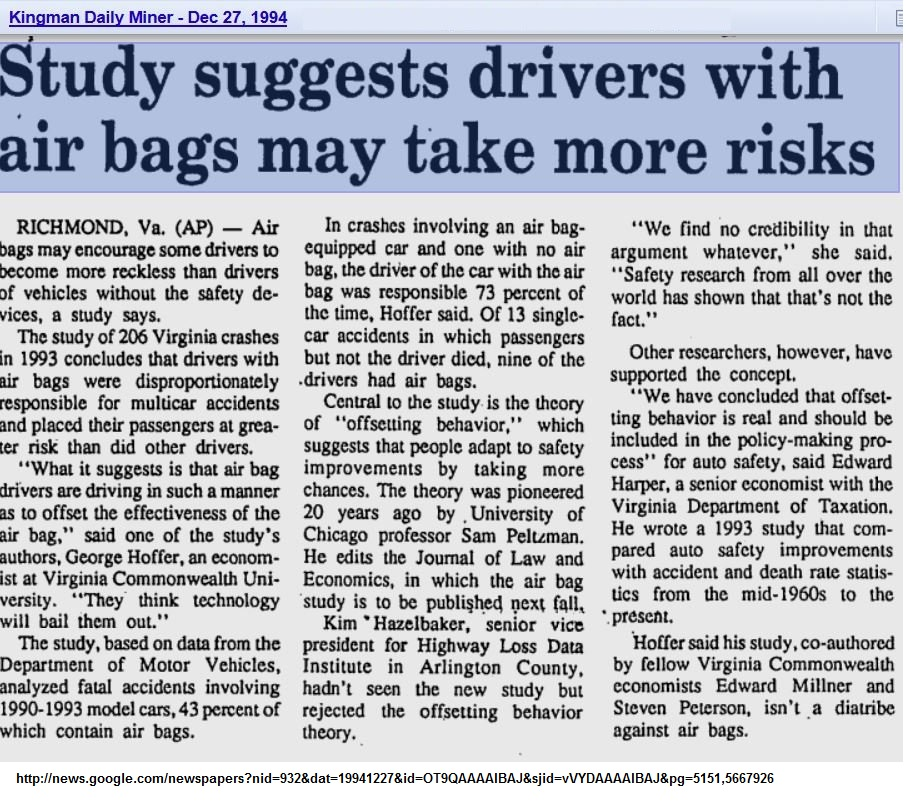 Kingman Daily Miner - Dec 27, 1994
Study suggests drivers with
air bags may take more risks
RICHMOND, Va. (AP) — Air
bags may encourage some drivers to
become more reckless than drivers
of vehicles without the safety de-
vices, a study says.
The study of 206 Virginia crashes
in 1993 concludes that drivers with
air bags were disproportionately
responsible for multicar accidents
and placed their passengers at grea-
ter risk than did other drivers.
"What it suggests is that air bag
drivers are driving in such a manner
as to offset the effectiveness of the
air bag," said one of the study's
authors, George Hoffer, an econom-
ist at Virginia Commonwealth Uni-
versity. "They think technology
will bail them out."
The study, based on data from the
Department of Motor Vehicles,
analyzed fatal accidents involving
1990-1993 model cars, 43 percent of
which contain air bags.
In crashes involving an air bag-
equipped car and one with no air
bag, the driver of the car with the air
bag was responsible 73 percent of
the time, Hoffer said. Of 13 single-
car accidents in which passengers
but not the driver died, nine of the
drivers had air bags.
Central to the study is the theory
of "offsetting behavior," which
suggests that people adapt to safety
improvements by taking more
chances. The theory was pioneered
20 years ago by University of
Chicago professor Sam Peltzman.
He edits the Journal of Law and
Economics, in which the air bag
study is to be published next fall.
Kim Hazelbaker, senior vice
president for Highway Loss Data
Institute in Arlington County,
hadn't seen the new study but
rejected the offsetting behavior
theory.
"We find no credibility in that
argument whatever," she said.
"Safety research from all over the
world has shown that that's not the
fact."
Other researchers, however, have
supported the concept.
"We have concluded that offset-
ting behavior is real and should be
included in the policy-making pro-
cess" for auto safety, said Edward
Harper, a senior economist with the
Virginia Department of Taxation.
He wrote a 1993 study that com-
pared auto safety improvements
with accident and death rate statis-
tics from the mid-1960s to the
present.
Hoffer said his study, co-authored
by fellow Virginia Commonwealth
economists Edward Millner and
Steven Peterson, isn't a diatribe
against air bags.
http://news.google.com/newspapers?nid=932&dat=19941227&id=OT9QAAAAIBAJ&sjid=vVYDAAAAIBAJ&pg=5151,5667926